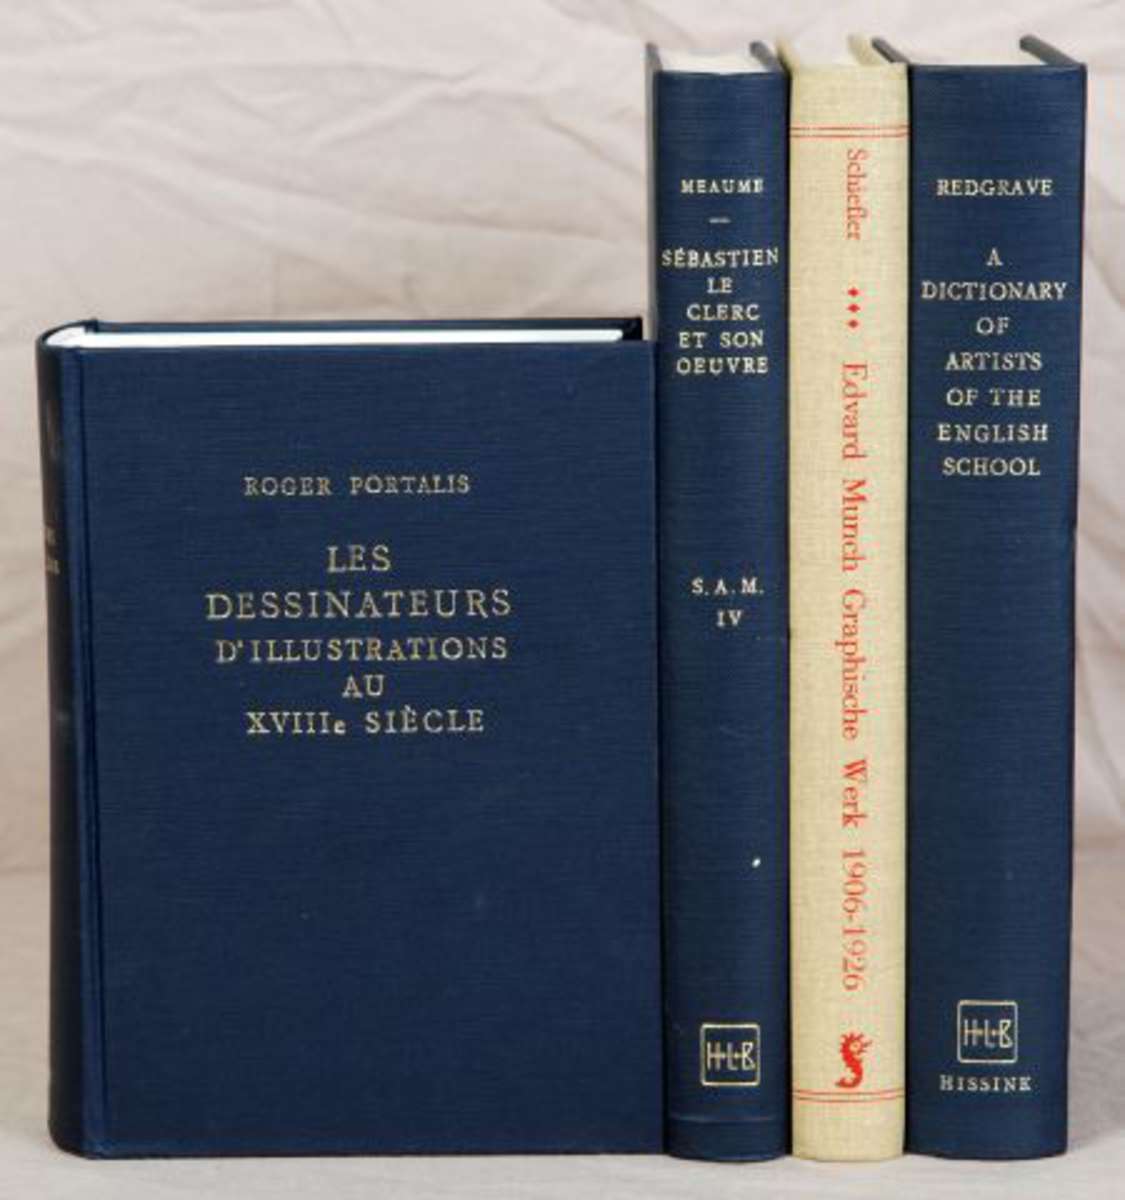 ROGER PORTALIS
LES
DESSINATEURS
D'ILLUSTRATIONS
AU
XVIIIe SIÈCLE
MEAUME
—
SÉBASTIEN
LE
CLERC
ET SON
OEUVRE
S.A.M.
IV
H·L·B
Schiefler ♦♦♦ Edvard Munch Graphische Werk 1906-1926
REDGRAVE
A
DICTIONARY
OF
ARTISTS
OF THE
ENGLISH
SCHOOL
H·L·B
HISSINK